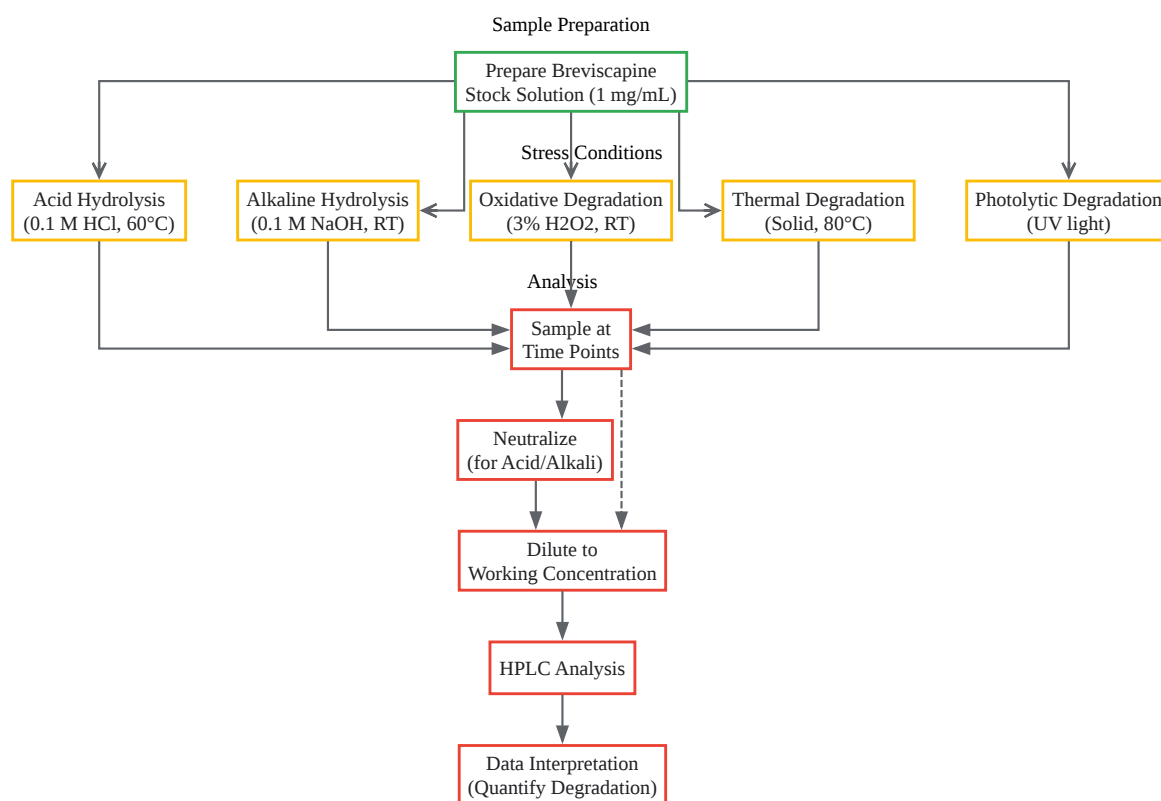 Sample Preparation
Prepare Breviscapine
Stock Solution (1 mg/mL)
Stress Conditions
Acid Hydrolysis
(0.1 M HCl, 60°C)
Alkaline Hydrolysis
(0.1 M NaOH, RT)
Oxidative Degradation
(3% H2O2, RT)
Thermal Degradation
(Solid, 80°C)
Photolytic Degradation
(UV light)
Analysis
Sample at
Time Points
Neutralize
(for Acid/Alkali)
Dilute to
Working Concentration
HPLC Analysis
Data Interpretation
(Quantify Degradation)